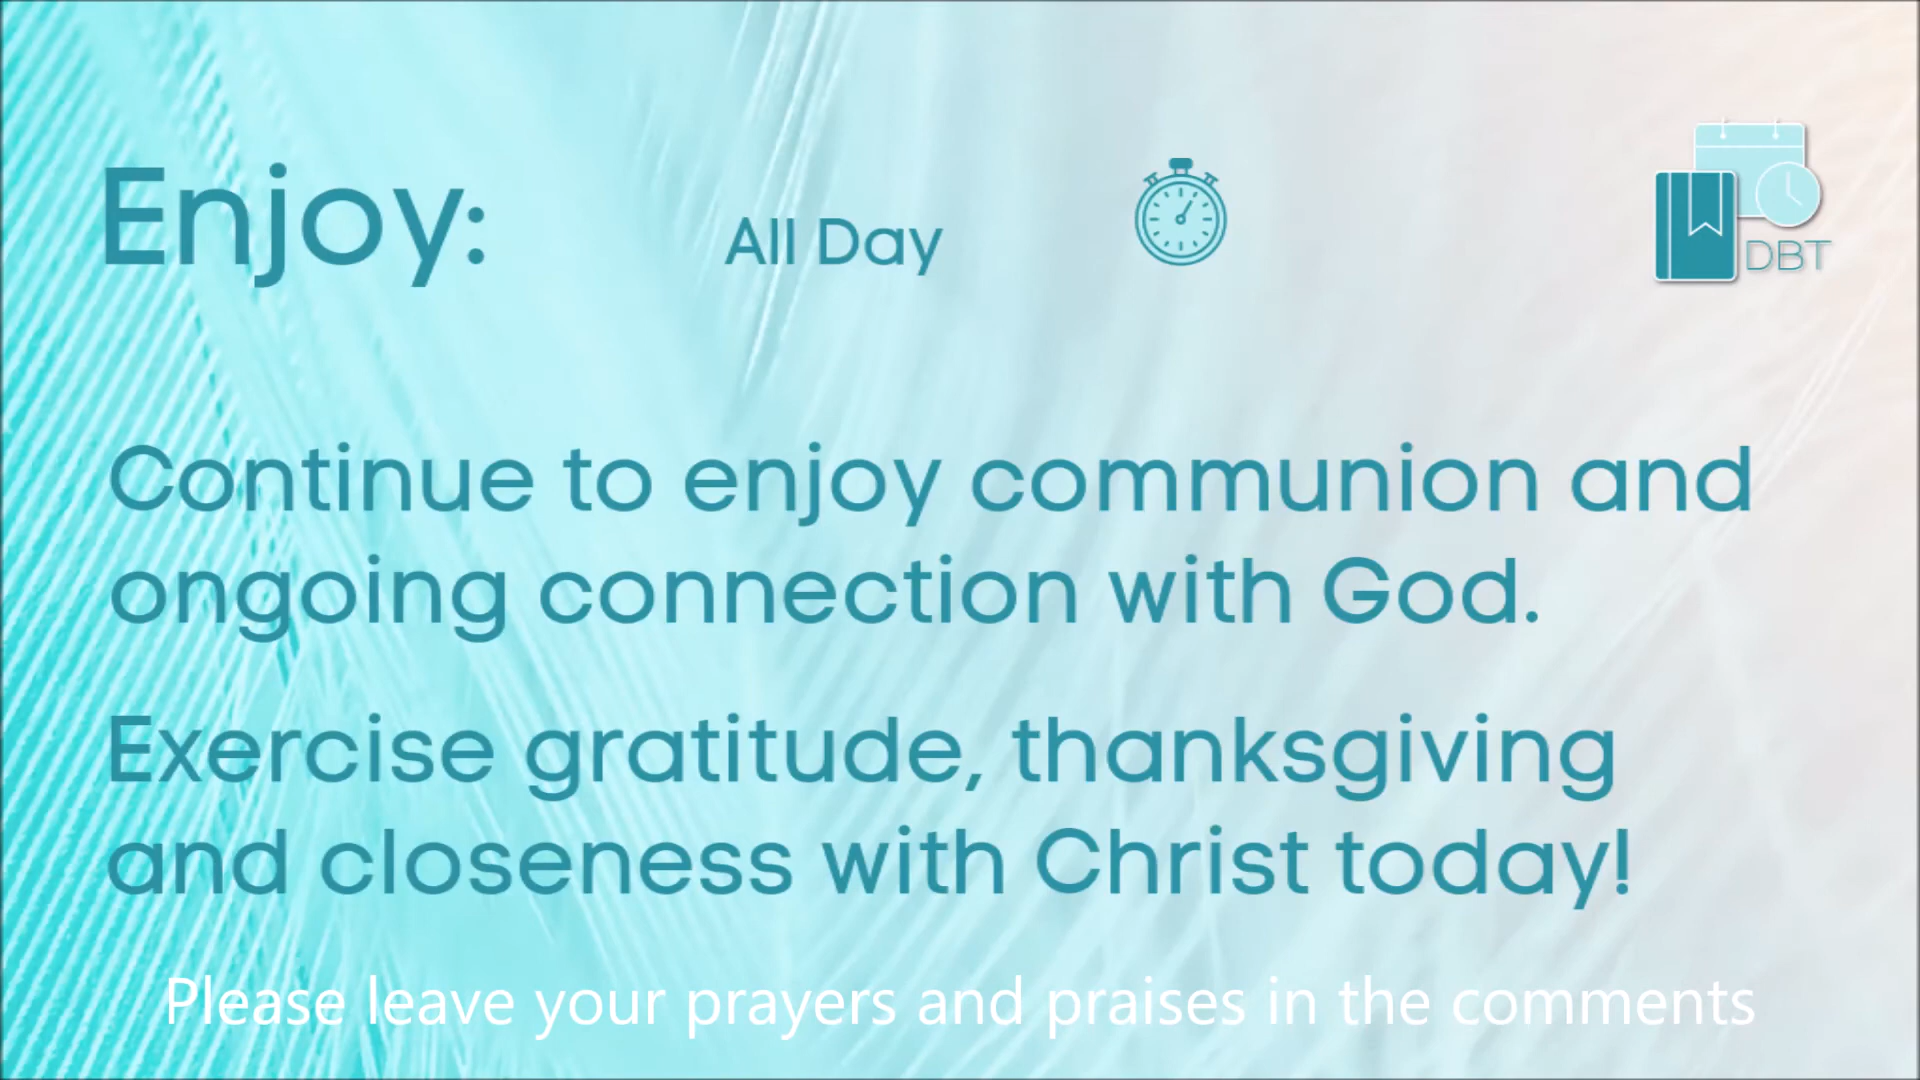 Enjoy: All Day
DBT
Continue to enjoy communion and
ongoing connection with God.
Exercise gratitude, thanksgiving
and closeness with Christ today!
Please leave your prayers and praises in the comments